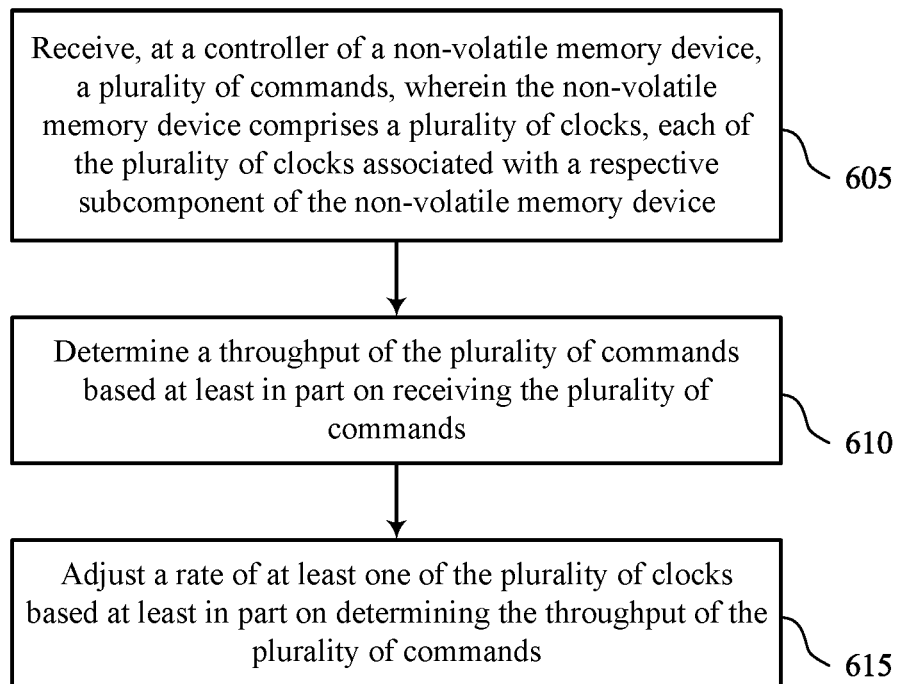 Receive, at a controller of a non-volatile memory device,
a plurality of commands, wherein the non-volatile
memory device comprises a plurality of clocks, each of
the plurality of clocks associated with a respective
subcomponent of the non-volatile memory device
605
Determine a throughput of the plurality of commands
based at least in part on receiving the plurality of
commands
610
Adjust a rate of at least one of the plurality of clocks
based at least in part on determining the throughput of the
plurality of commands
615